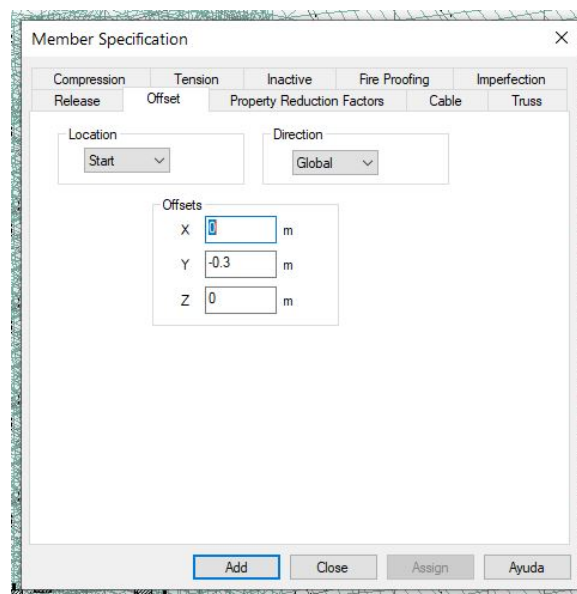 Member Specification
Compression Tension Inactive Fire Proofing Imperfection
Release Offset Property Reduction Factors Cable Truss
Location Direction
Start Global
Offsets
X 0 m
Y -0.3 m
Z 0 m
Add Close Assign Ayuda